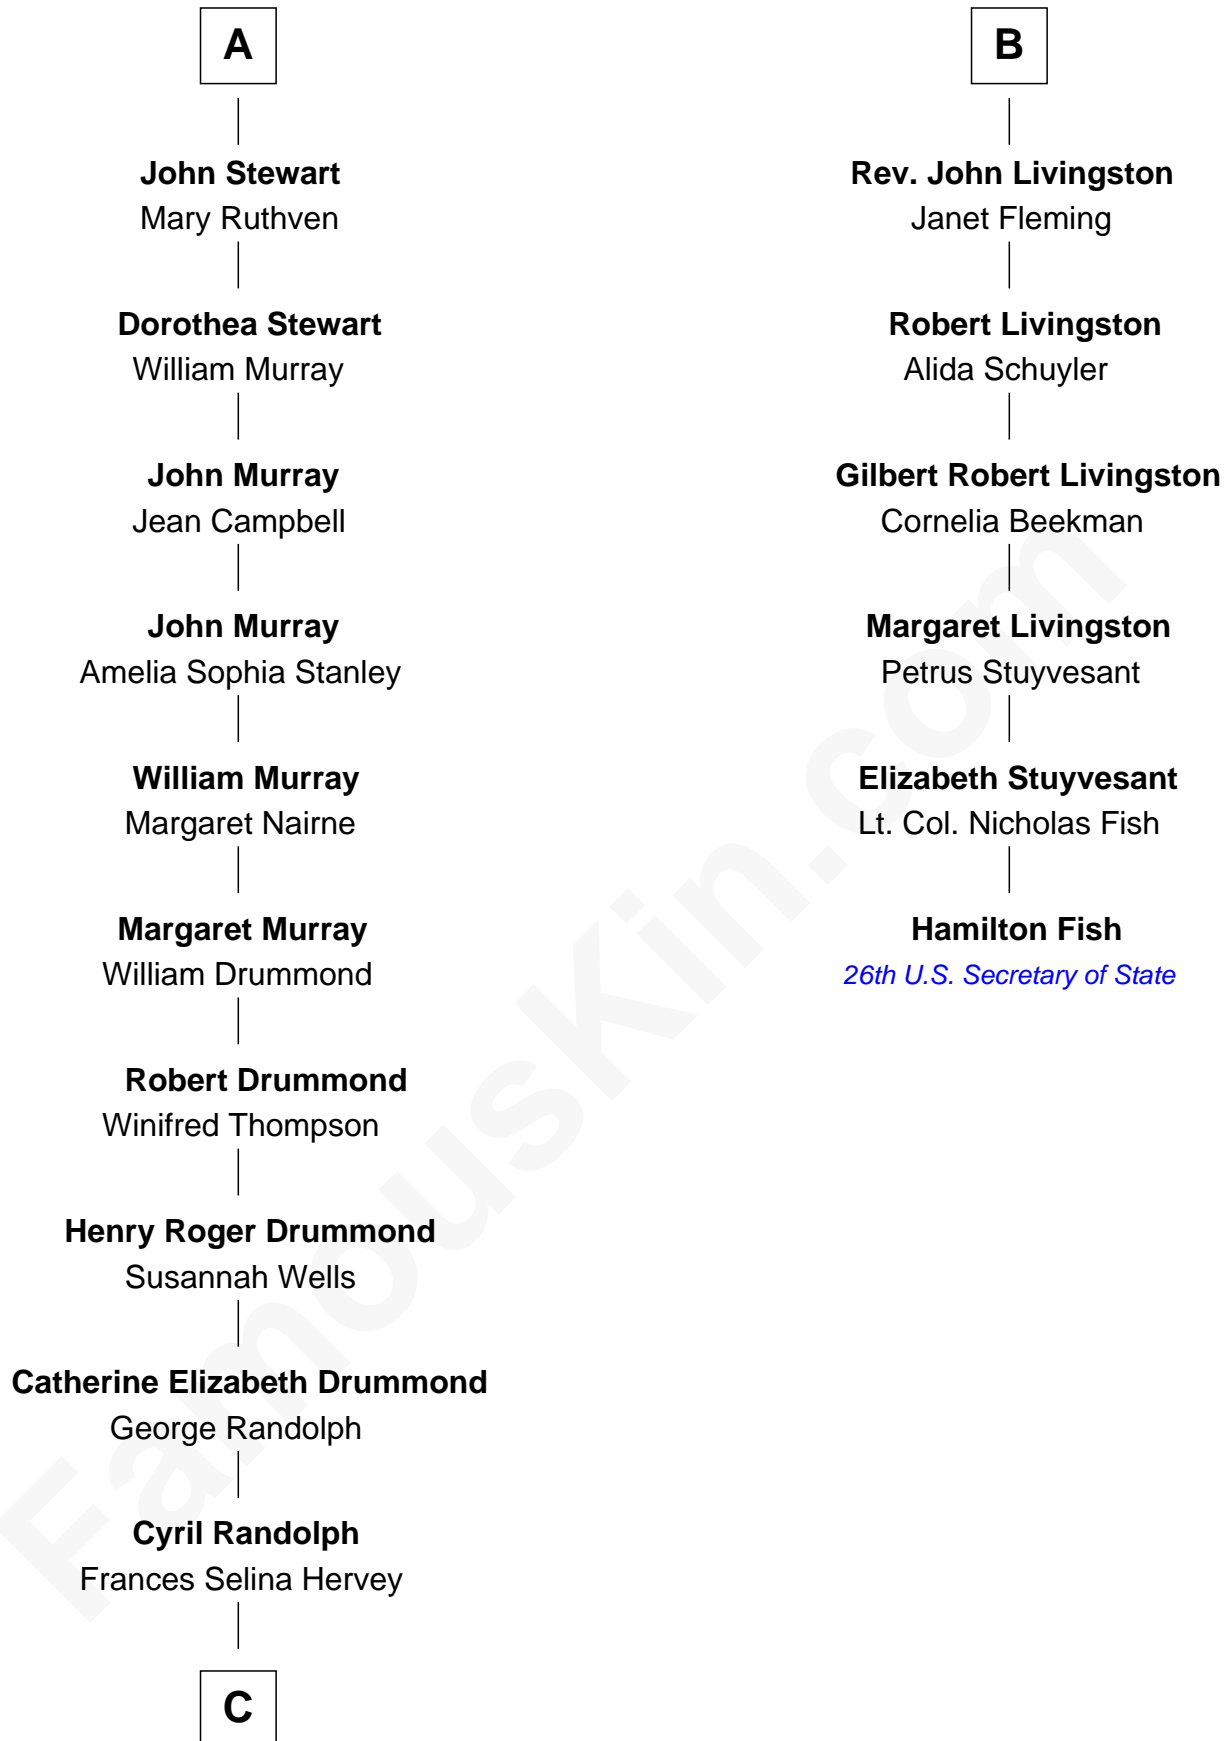 A
John Stewart
Mary Ruthven
Dorothea Stewart
William Murray
John Murray
Jean Campbell
John Murray
Amelia Sophia Stanley
William Murray
Margaret Nairne
Margaret Murray
William Drummond
Robert Drummond
Winifred Thompson
Henry Roger Drummond
Susannah Wells
Catherine Elizabeth Drummond
George Randolph
Cyril Randolph
Frances Selina Hervey
C
B
Rev. John Livingston
Janet Fleming
Robert Livingston
Alida Schuyler
Gilbert Robert Livingston
Cornelia Beekman
Margaret Livingston
Petrus Stuyvesant
Elizabeth Stuyvesant
Lt. Col. Nicholas Fish
Hamilton Fish
26th U.S. Secretary of State
FamousKin.com